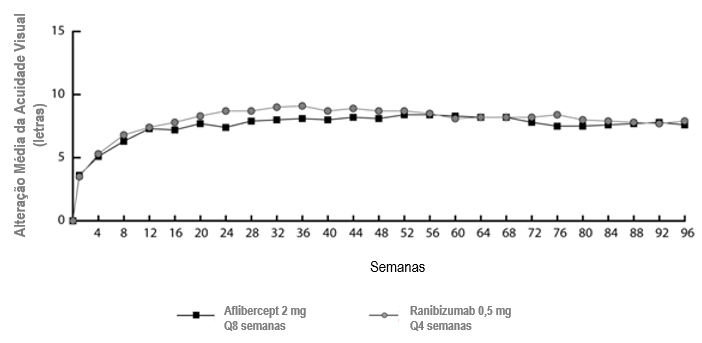 Alteração Média da Acuidade Visual
(letras)
15
10
5
0
4 8 12 16 20 24 28 32 36 40 44 48 52 56 60 64 68 72 76 80 84 88 92 96
Semanas
Aflibercept 2 mg
Q8 semanas
Ranibizumab 0,5 mg
Q4 semanas